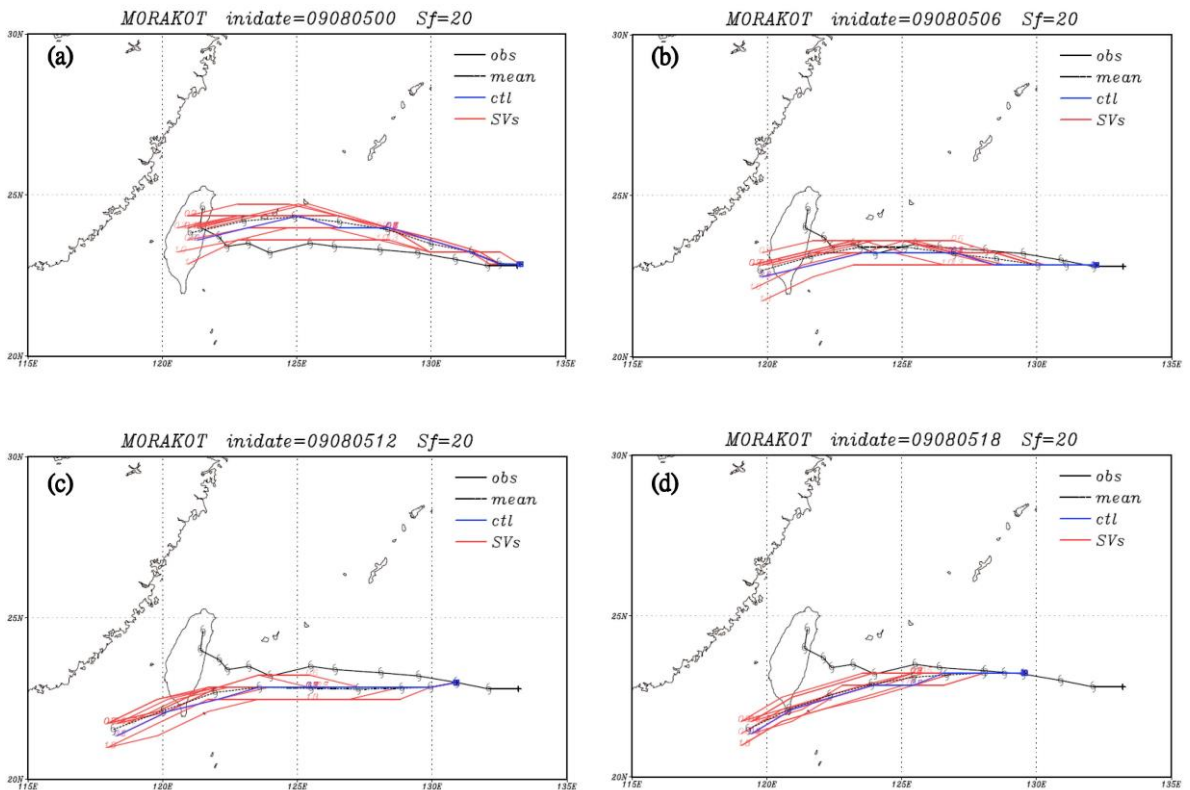 MORAKOT inidate=09080500 Sf=20
(a)
obs
mean
ctl
SVs
30N
25N
20N
115E 120E 125E 130E 135E
MORAKOT inidate=09080506 Sf=20
(b)
obs
mean
ctl
SVs
30N
25N
20N
115E 120E 125E 130E 135E
MORAKOT inidate=09080512 Sf=20
(c)
obs
mean
ctl
SVs
30N
25N
20N
115E 120E 125E 130E 135E
MORAKOT inidate=09080518 Sf=20
(d)
obs
mean
ctl
SVs
30N
25N
20N
115E 120E 125E 130E 135E